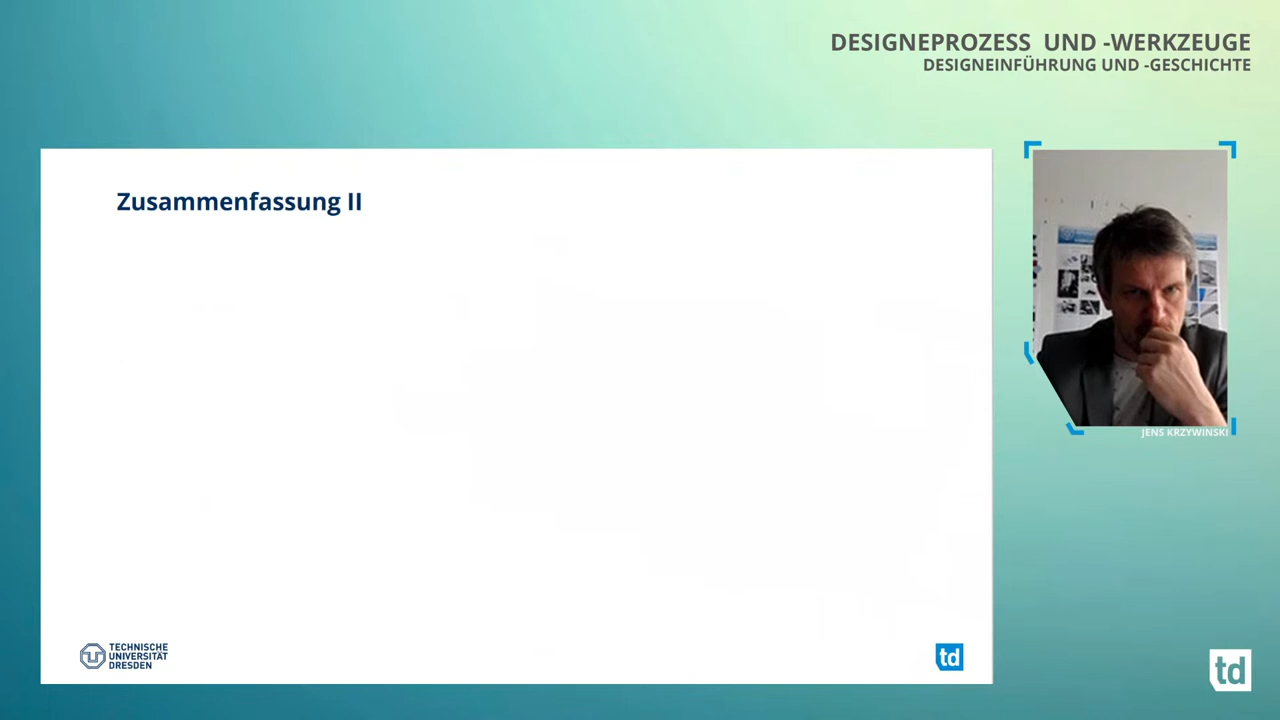 DESIGNEPROZESS UND -WERKZEUGE
DESIGNEINFÜHRUNG UND -GESCHICHTE
Zusammenfassung II
JENS KRZYWINSKI
TECHNISCHE
UNIVERSITÄT
DRESDEN
td
td